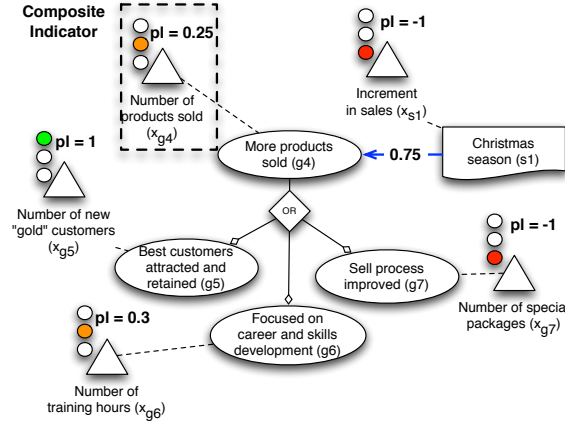 Composite
Indicator
pl = 0.25
Number of
products sold
(xg4)
pl = -1
Increment
in sales (xs1)
pl = 1
Number of new
"gold" customers
(xg5)
More products
sold (g4)
0.75
Christmas
season (s1)
OR
pl = -1
Number of special
packages (xg7)
Best customers
attracted and
retained (g5)
Sell process
improved (g7)
Focused on
career and skills
development (g6)
pl = 0.3
Number of
training hours (xg6)